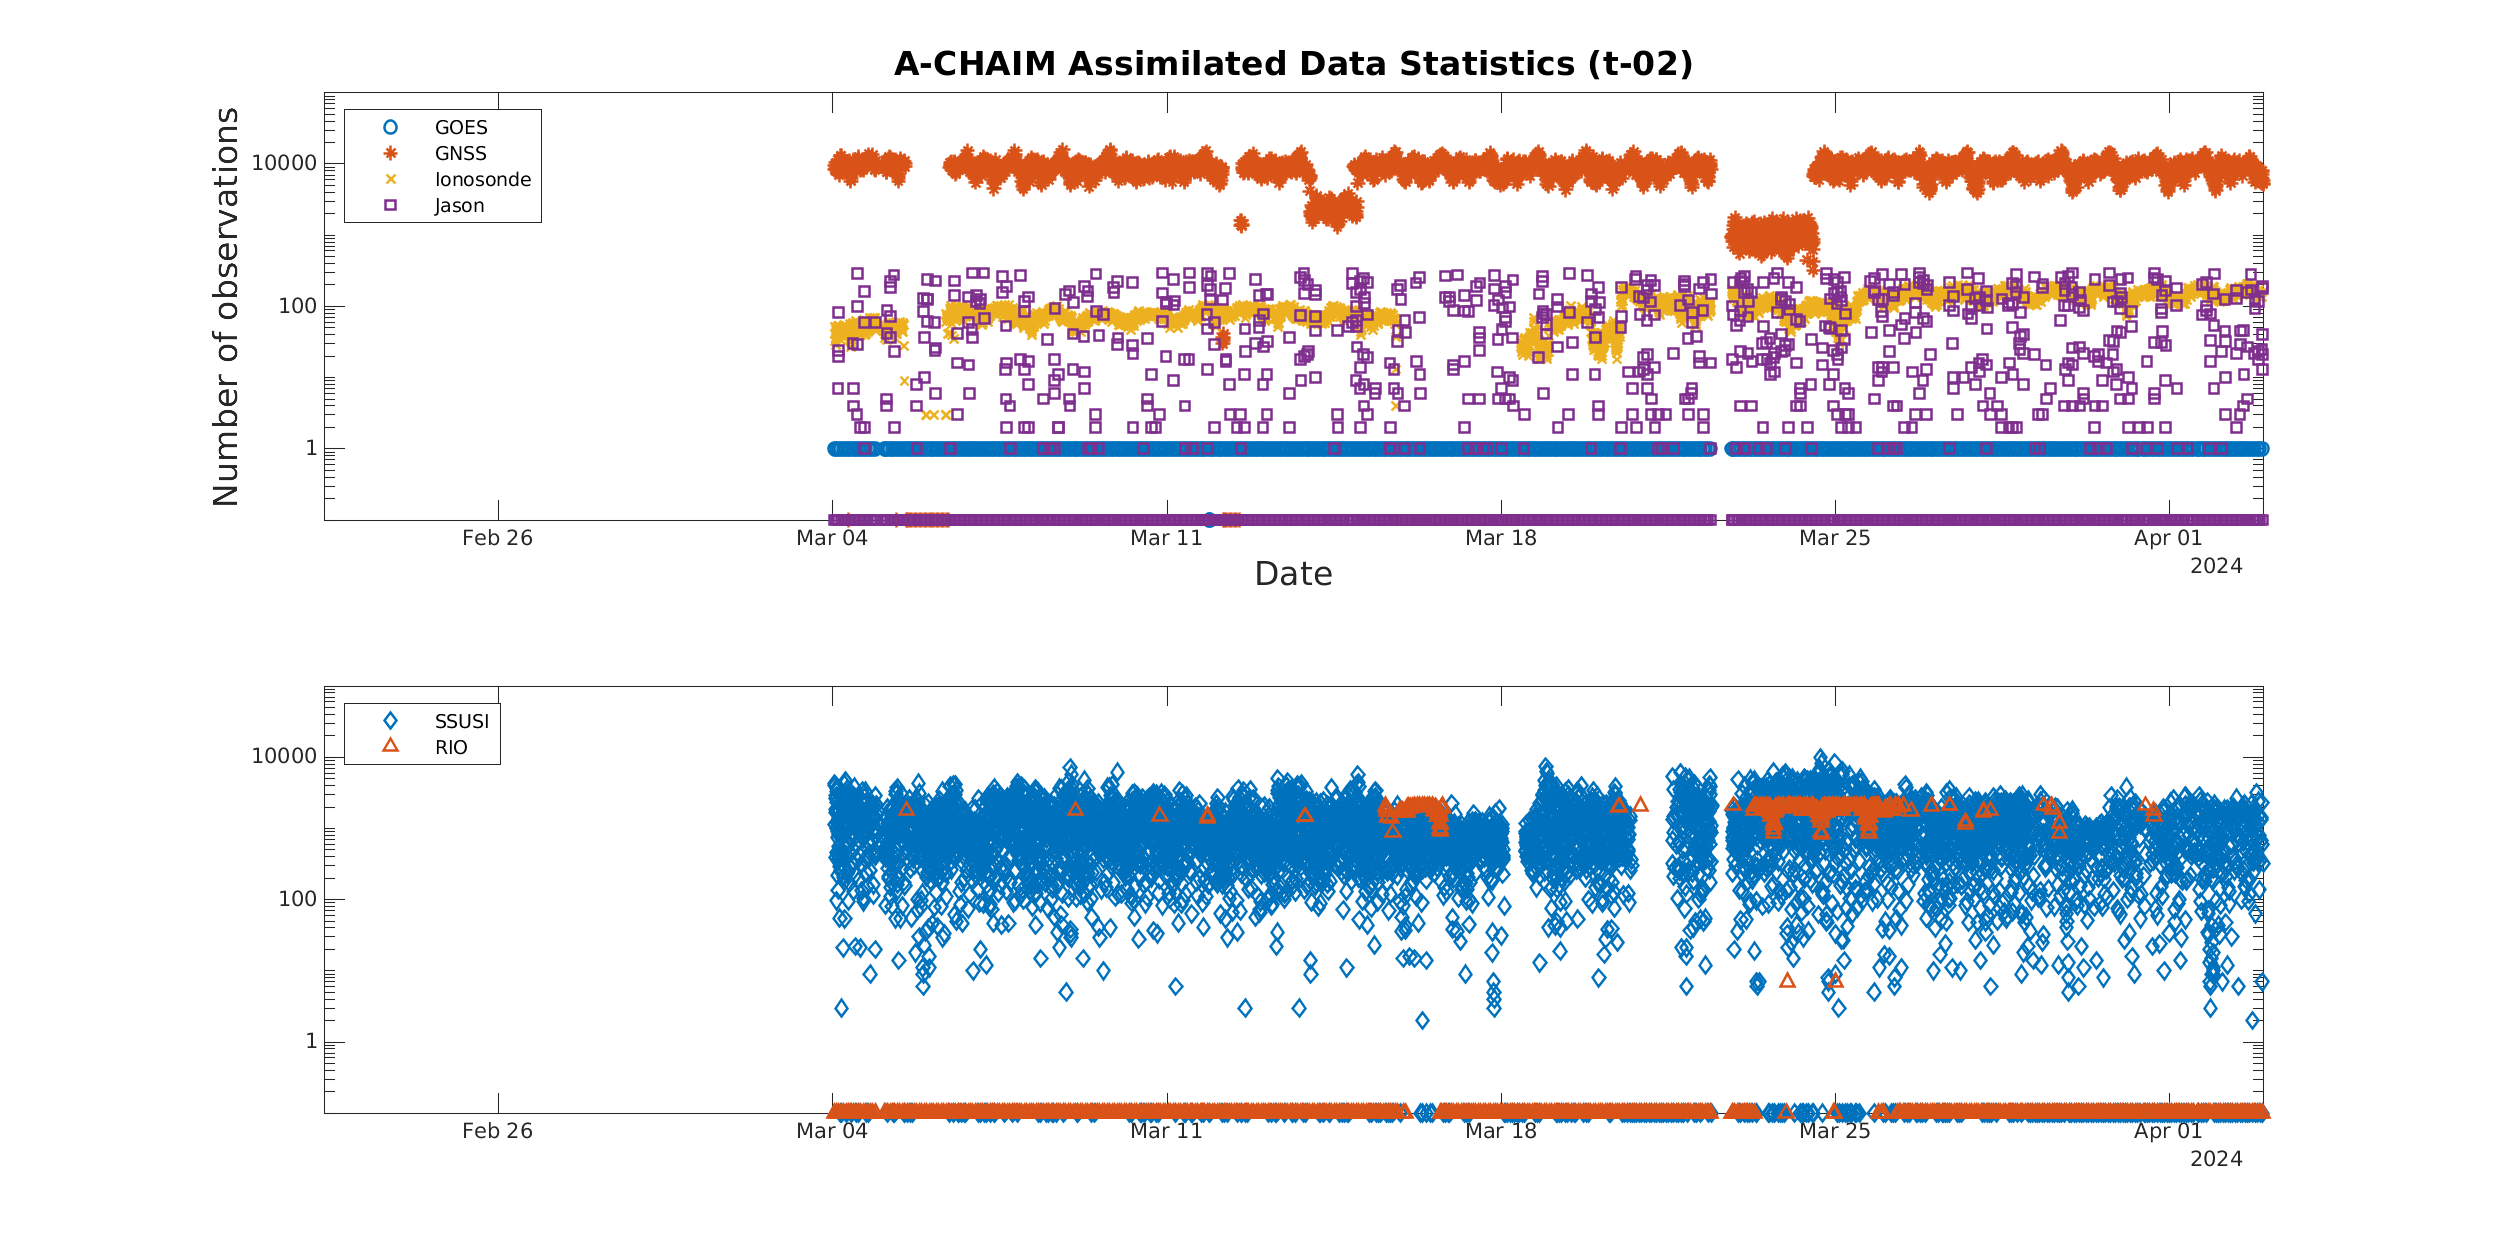 A-CHAIM Assimilated Data Statistics (t-02)
Number of observations
10000
100
1
GOES
GNSS
Ionosonde
Jason
Feb 26
Mar 04
Mar 11
Mar 18
Mar 25
Apr 01
2024
Date
10000
100
1
SSUSI
RIO
Feb 26
Mar 04
Mar 11
Mar 18
Mar 25
Apr 01
2024